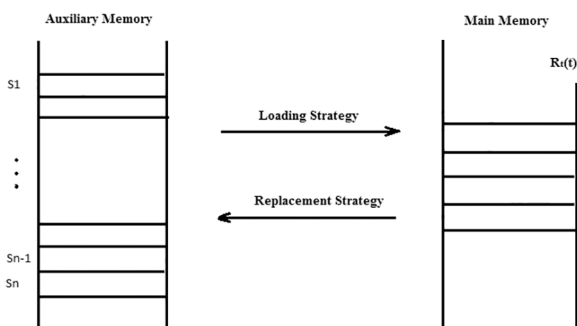 Auxiliary Memory
Main Memory
Rt(t)
S1
Loading Strategy
Replacement Strategy
Sn-1
Sn